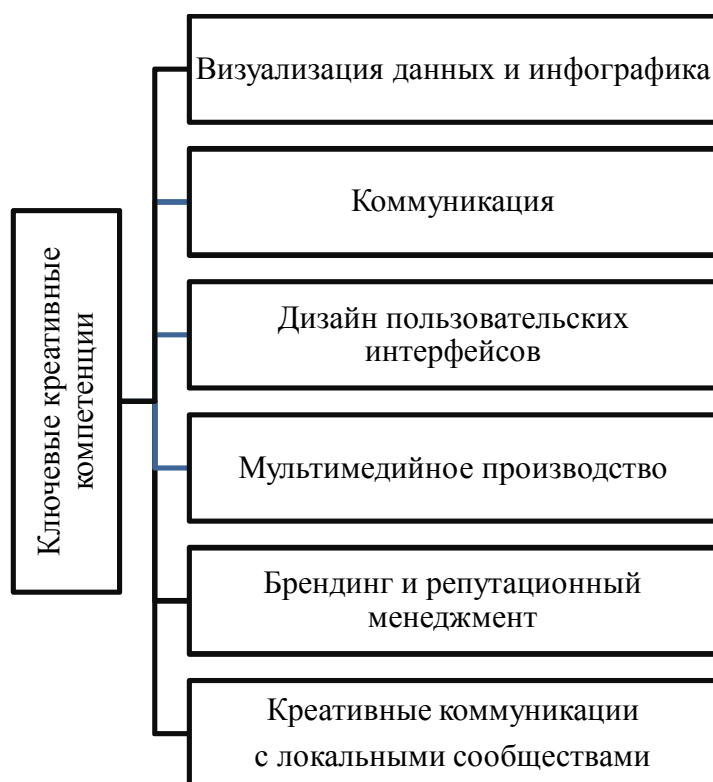 Ключевые креативные
компетенции
Визуализация данных и инфографика
Коммуникация
Дизайн пользовательских
интерфейсов
Мультимедийное производство
Брендинг и репутационный
менеджмент
Креативные коммуникации
с локальными сообществами